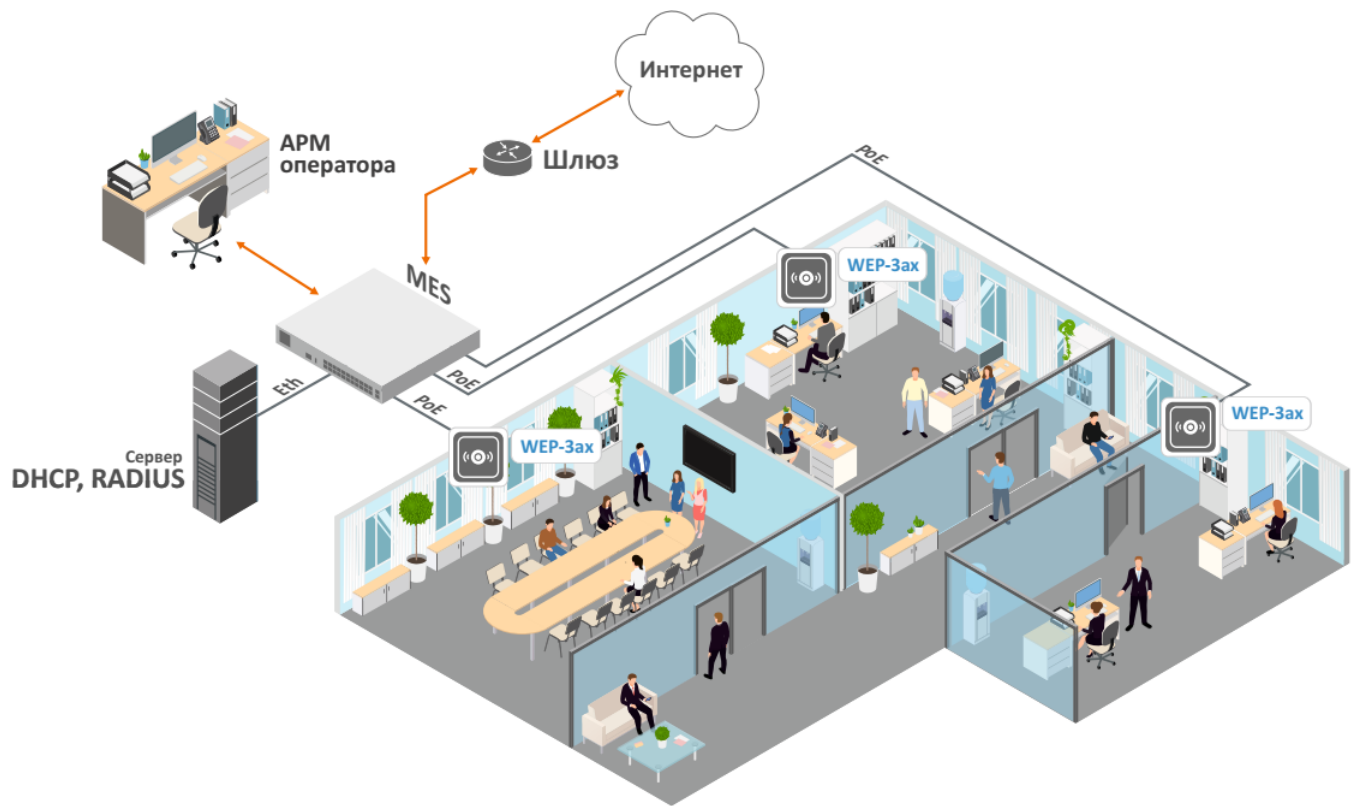 Интернет
АРМ
оператора
Шлюз
PoE
MES
WEP-3ax
PoE
Eth
PoE
WEP-3ax
WEP-3ax
Сервер
DHCP, RADIUS